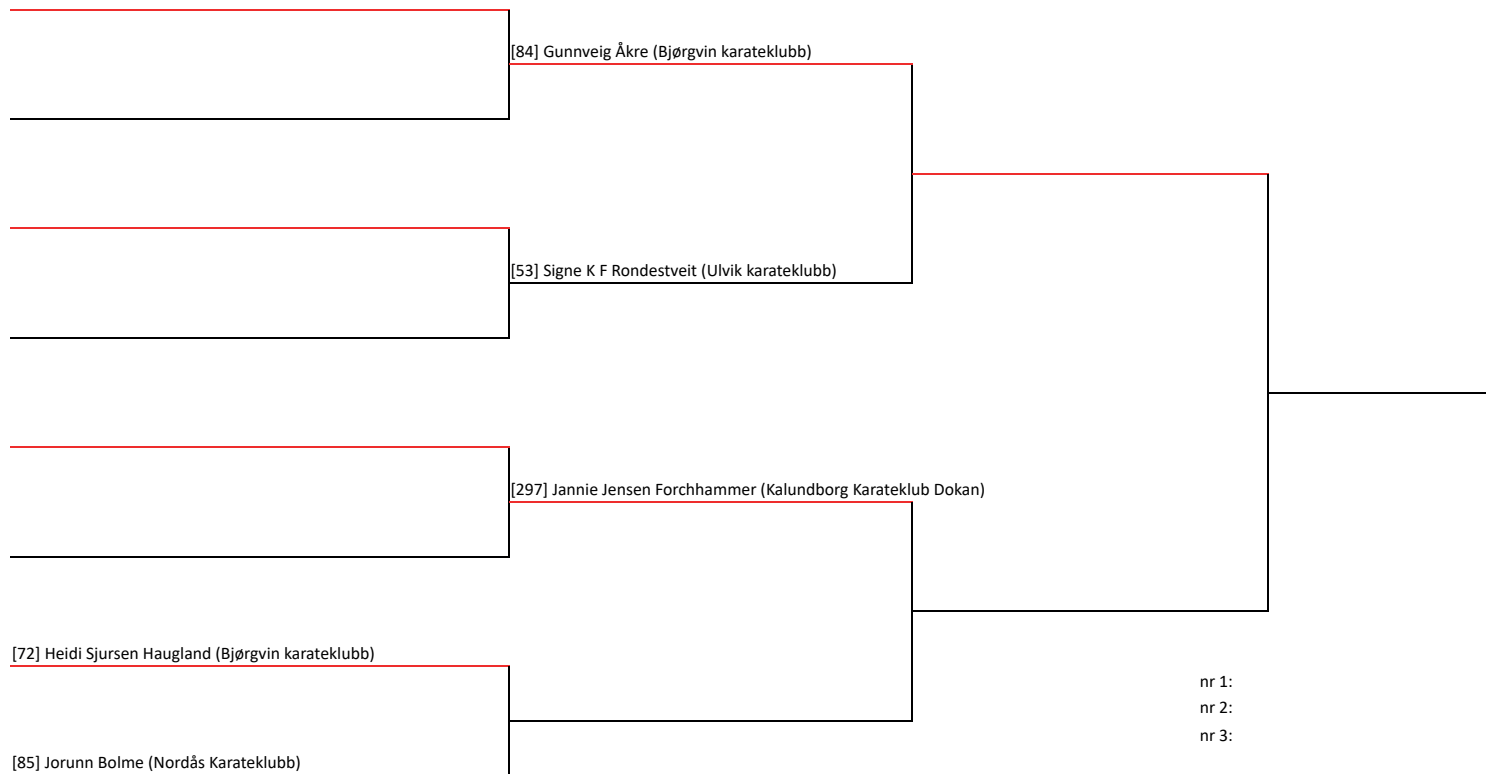 [84] Gunnveig Åkre (Bjørgvin karateklubb)
[53] Signe K F Rondestveit (Ulvik karateklubb)
[297] Jannie Jensen Forchhammer (Kalundborg Karateklub Dokan)
[72] Heidi Sjursen Haugland (Bjørgvin karateklubb)
[85] Jorunn Bolme (Nordås Karateklubb)
nr 1:
nr 2:
nr 3: